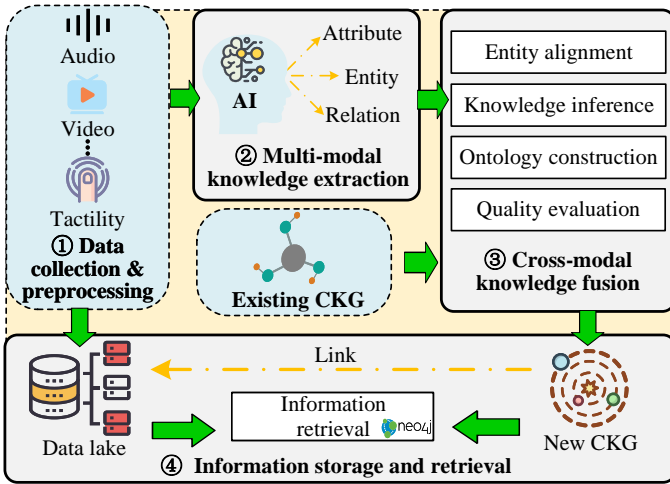 Audio
Video
Tactility
① Data
collection &
preprocessing
AI
Attribute
Entity
Relation
② Multi-modal
knowledge extraction
Existing CKG
Entity alignment
Knowledge inference
Ontology construction
Quality evaluation
③ Cross-modal
knowledge fusion
Link
Data lake
Information
retrieval neo4j
New CKG
④ Information storage and retrieval